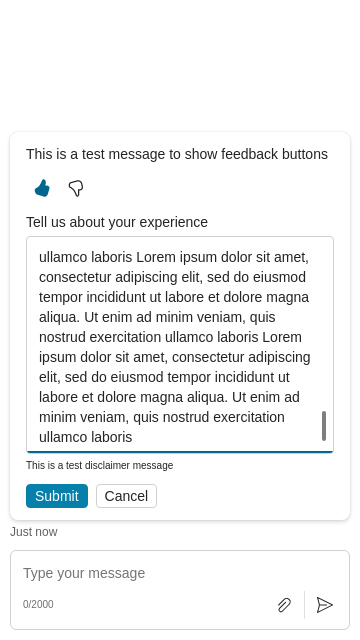 This is a test message to show feedback buttons
Tell us about your experience
ullamco laboris Lorem ipsum dolor sit amet,
consectetur adipiscing elit, sed do eiusmod
tempor incididunt ut labore et dolore magna
aliqua. Ut enim ad minim veniam, quis
nostrud exercitation ullamco laboris Lorem
ipsum dolor sit amet, consectetur adipiscing
elit, sed do eiusmod tempor incididunt ut
labore et dolore magna aliqua. Ut enim ad
minim veniam, quis nostrud exercitation
ullamco laboris
This is a test disclaimer message
Submit Cancel
Just now
Type your message
0/2000